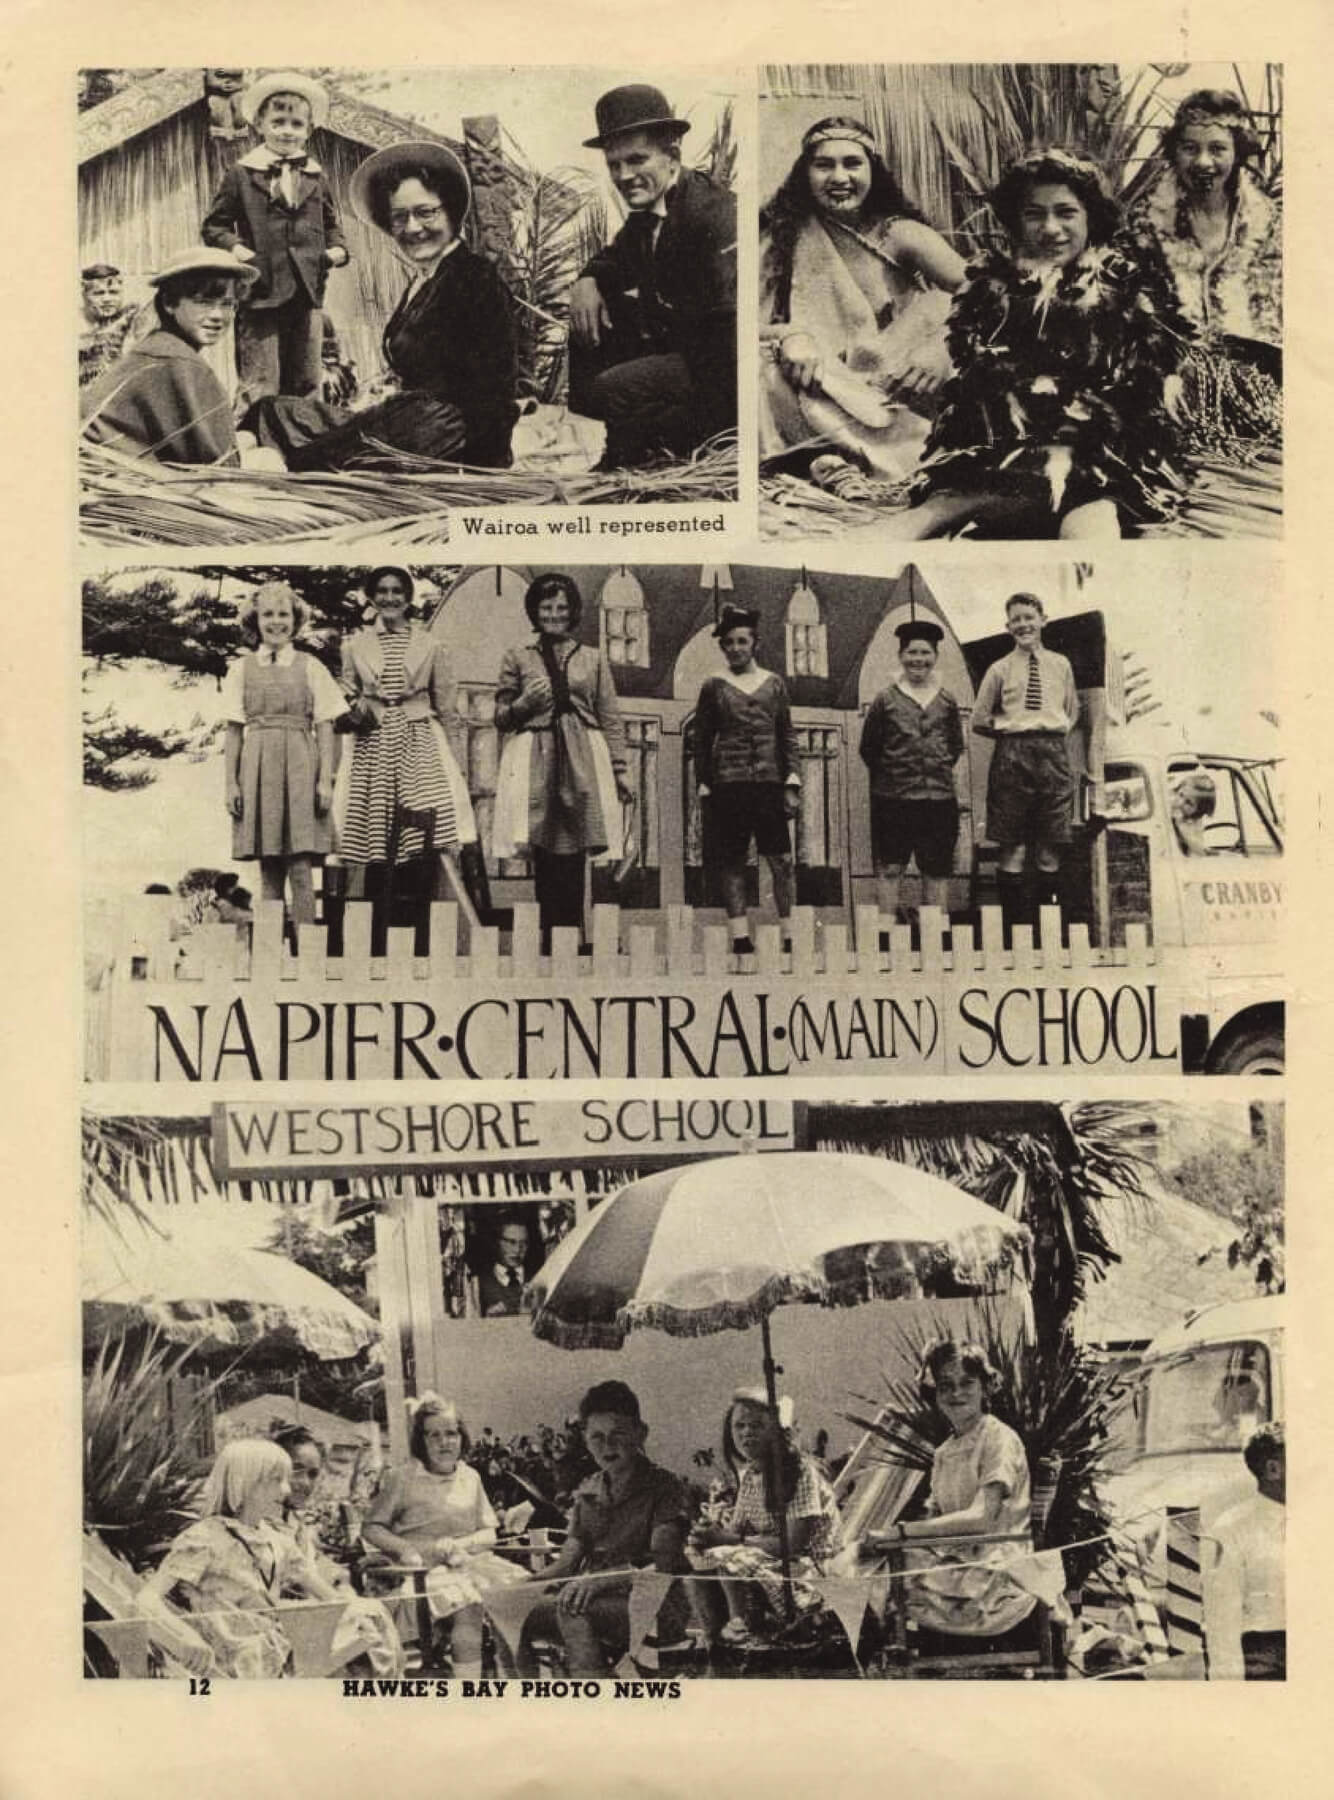 Wairoa well represented
CRANBY
NAPIER•CENTRAL•(MAIN) SCHOOL
WESTSHORE SCHOOL
12 HAWKE'S BAY PHOTO NEWS